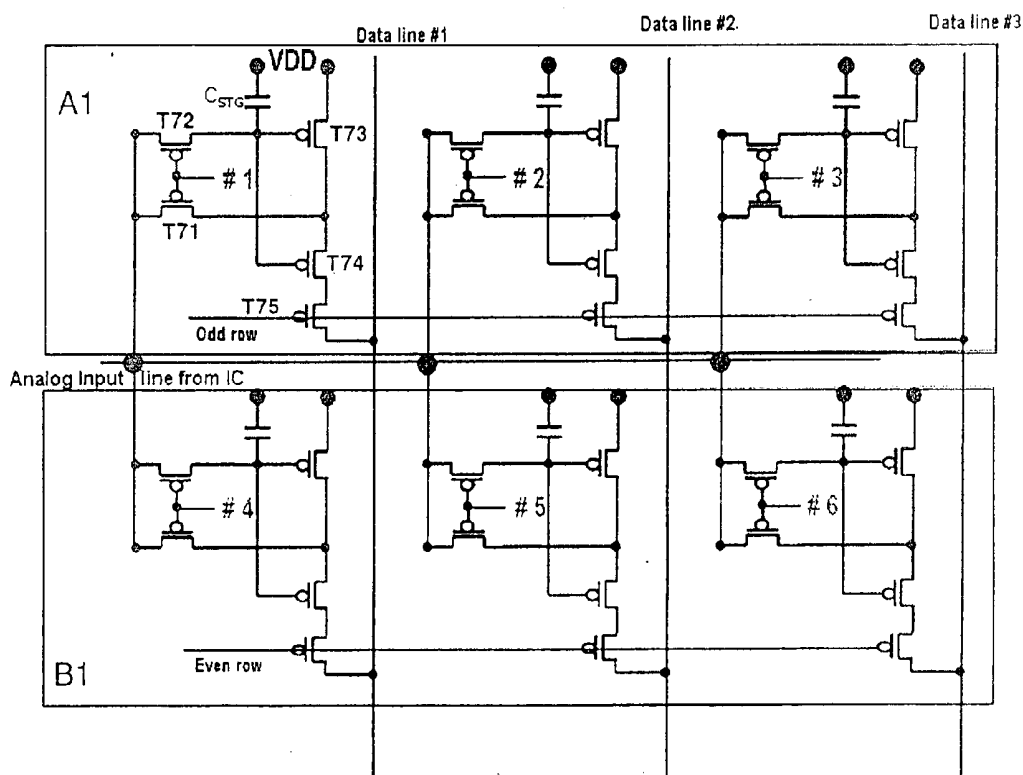 Data line #1
Data line #2.
Data line #3
VDD
A1
CSTG
T72
T73
#1
#2
#3
T71
T74
T75
Odd row
Analog Input line from IC
#4
#5
#6
Even row
B1